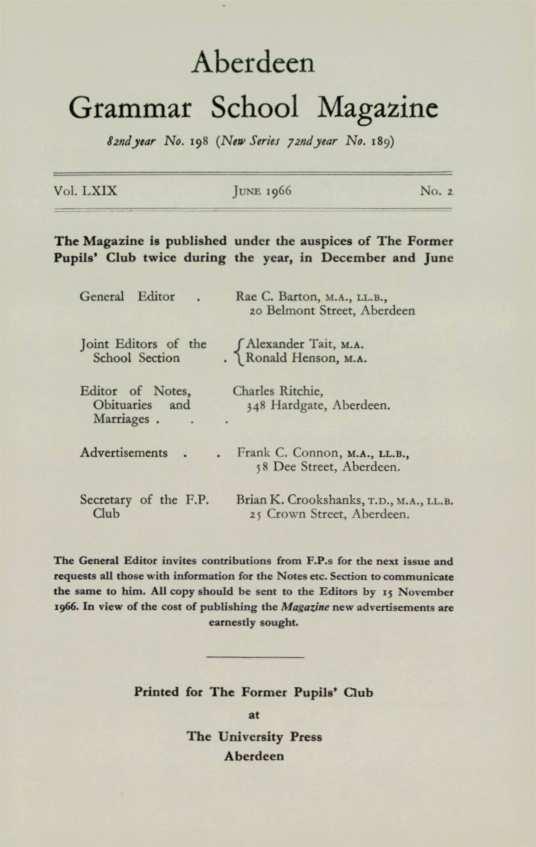 Aberdeen
Grammar School Magazine
82nd year No. 198 (New Series 72nd year No. 189)
Vol. LXIX June 1966 No. 2
The Magazine is published under the auspices of The Former
Pupils' Club twice during the year, in December and June
General Editor . Rae C. Barton, M.A., LL.B.,
20 Belmont Street, Aberdeen
Joint Editors of the School Section . { Alexander Tait, M.A.
Ronald Henson, M.A.
Editor of Notes, Charles Ritchie,
Obituaries and 348 Hardgate, Aberdeen.
Marriages . . .
Advertisements . . Frank C. Connon, M.A., LL.B.,
58 Dee Street, Aberdeen.
Secretary of the F.P. Brian K. Crookshanks, T.D., M.A., LL.B.
Club 25 Crown Street, Aberdeen.
The General Editor invites contributions from F.P.s for the next issue and
requests all those with information for the Notes etc. Section to communicate
the same to him. All copy should be sent to the Editors by 15 November
1966. In view of the cost of publishing the Magazine new advertisements are
earnestly sought.
Printed for The Former Pupils' Club
at
The University Press
Aberdeen